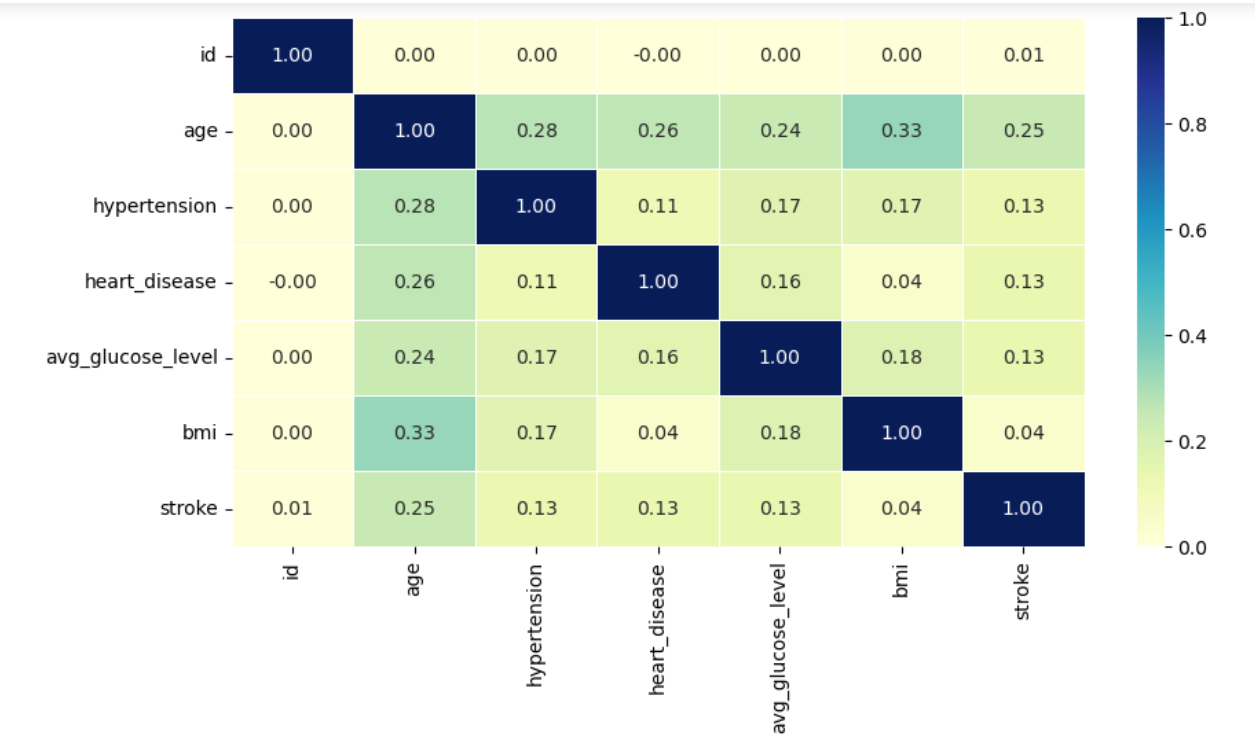 id 1.00 0.00 0.00 -0.00 0.00 0.00 0.01
age 0.00 1.00 0.28 0.26 0.24 0.33 0.25
hypertension 0.00 0.28 1.00 0.11 0.17 0.17 0.13
heart_disease -0.00 0.26 0.11 1.00 0.16 0.04 0.13
avg_glucose_level 0.00 0.24 0.17 0.16 1.00 0.18 0.13
bmi 0.00 0.33 0.17 0.04 0.18 1.00 0.04
stroke 0.01 0.25 0.13 0.13 0.13 0.04 1.00
id age hypertension heart_disease avg_glucose_level bmi stroke
1.0
0.8
0.6
0.4
0.2
0.0